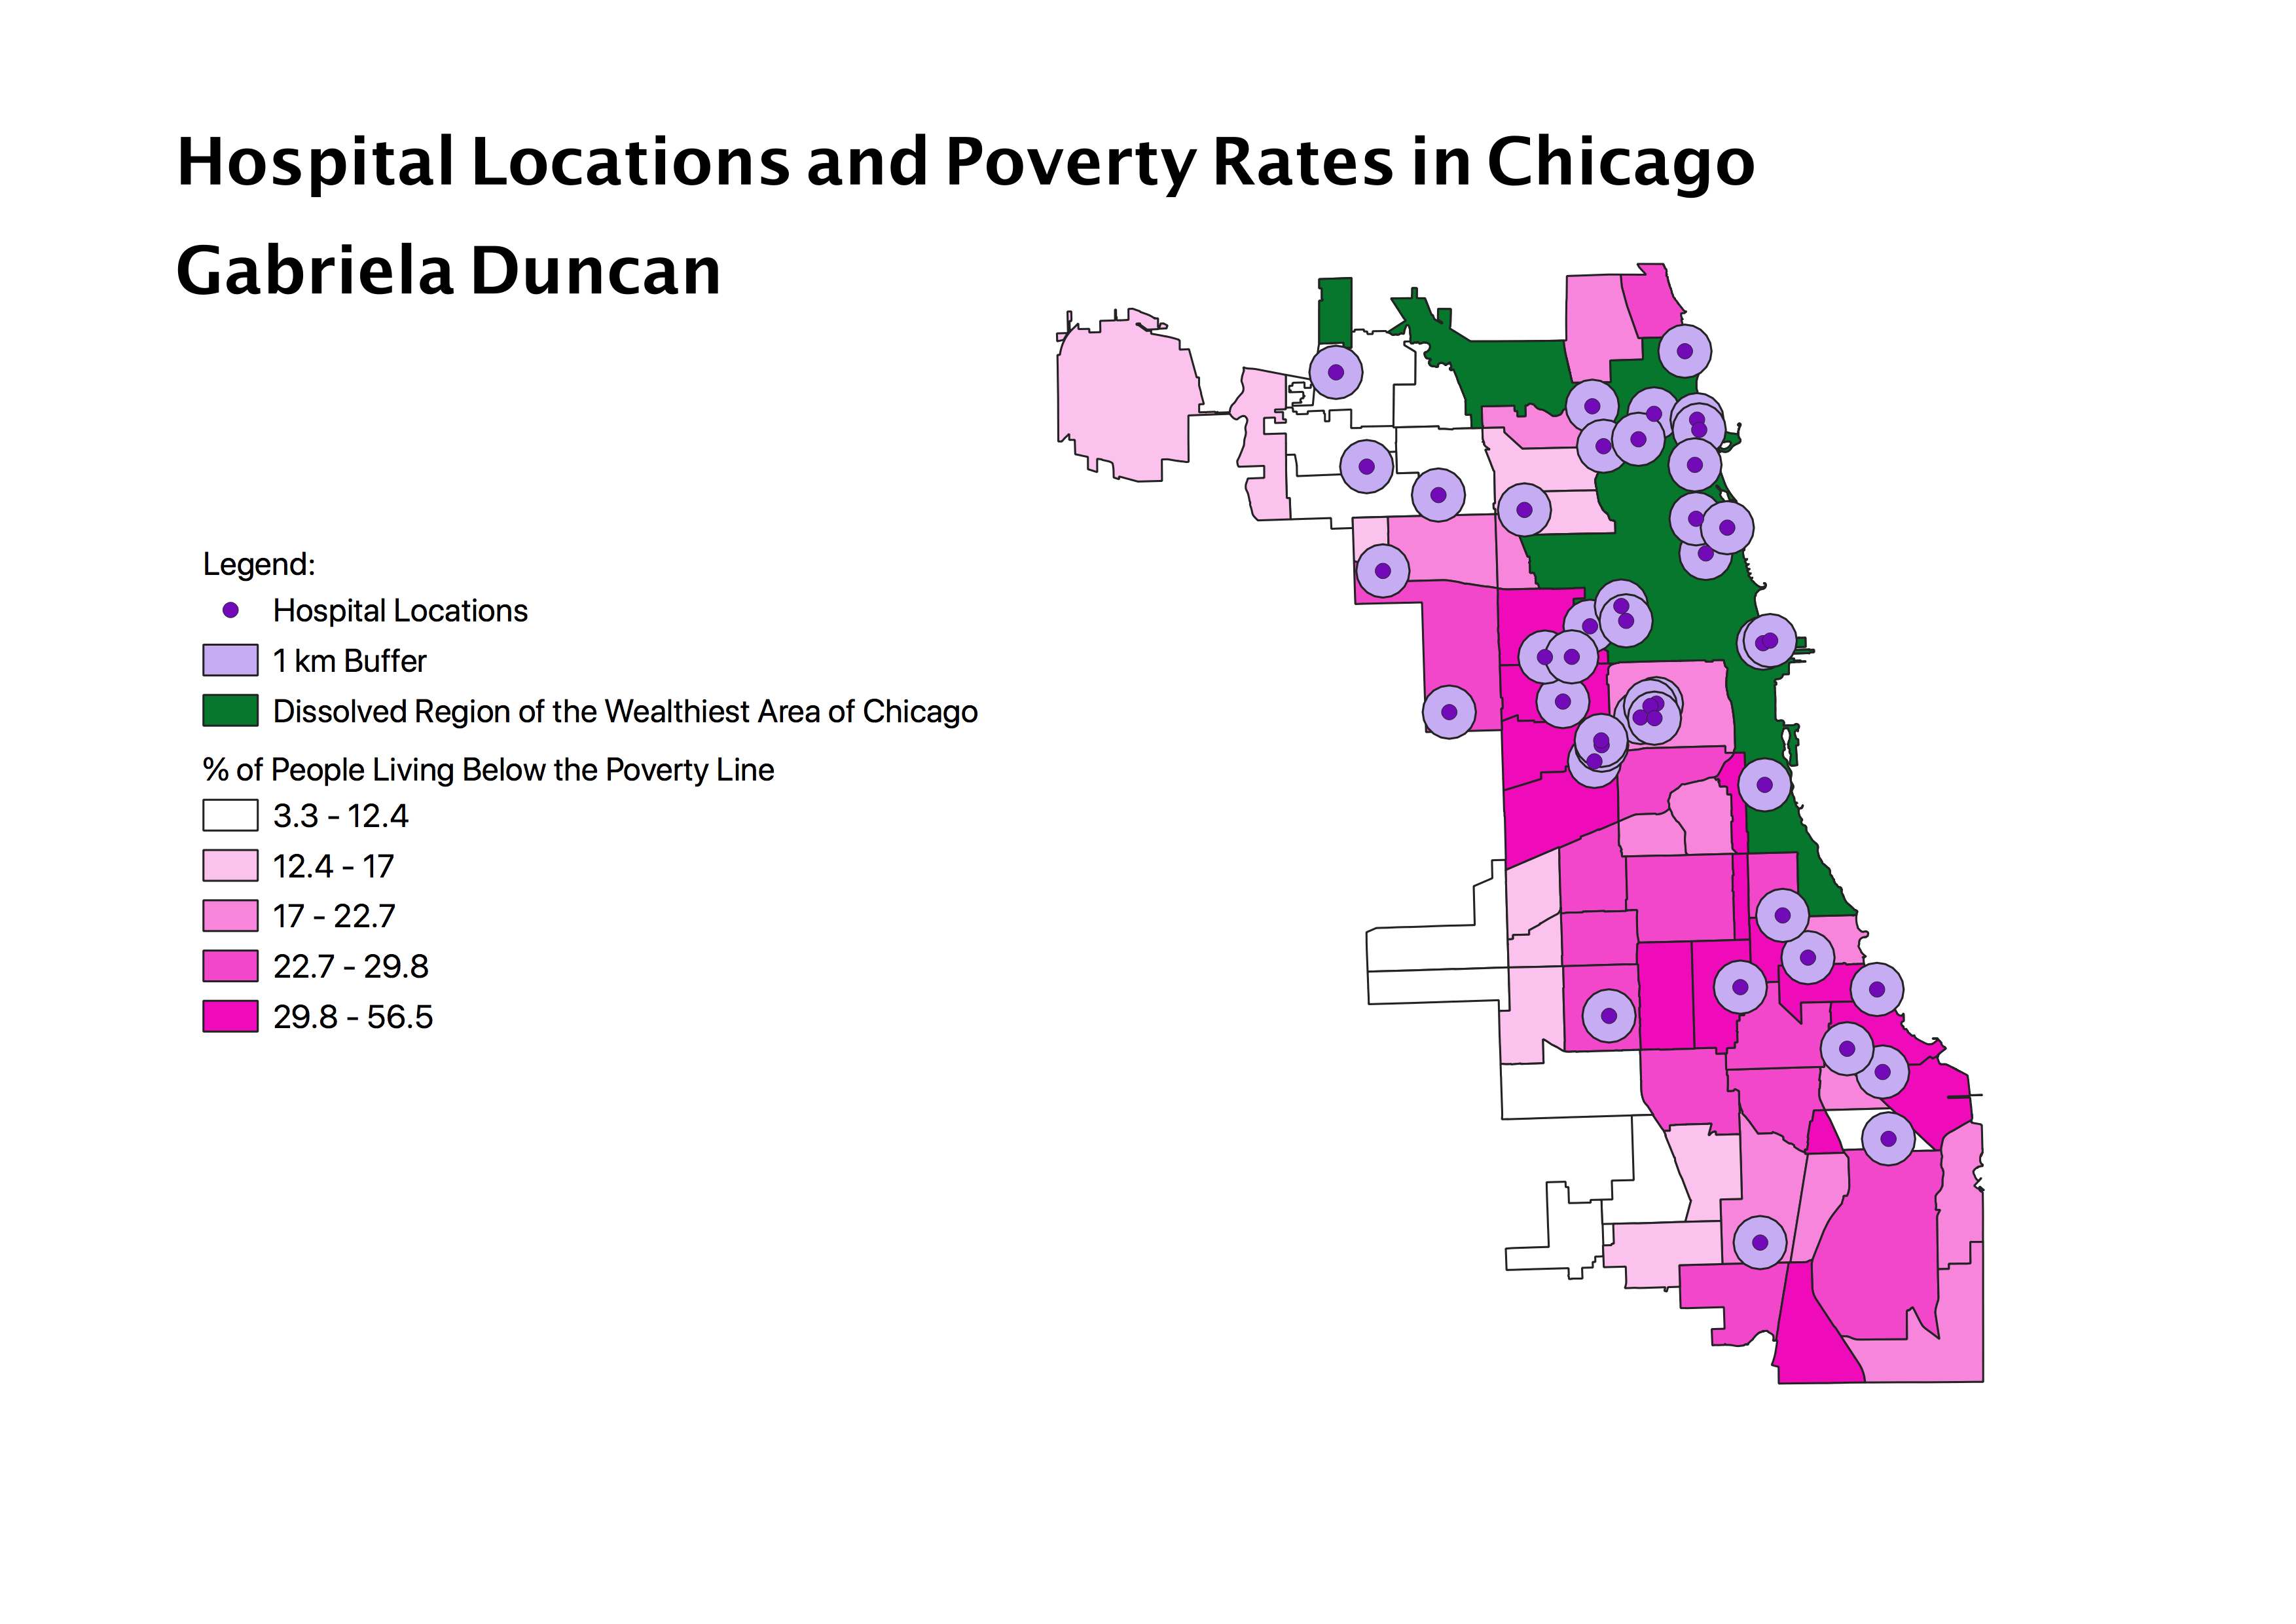 Hospital Locations and Poverty Rates in Chicago
Gabriela Duncan
Legend:
Hospital Locations
1 km Buffer
Dissolved Region of the Wealthiest Area of Chicago
% of People Living Below the Poverty Line
3.3 - 12.4
12.4 - 17
17 - 22.7
22.7 - 29.8
29.8 - 56.5